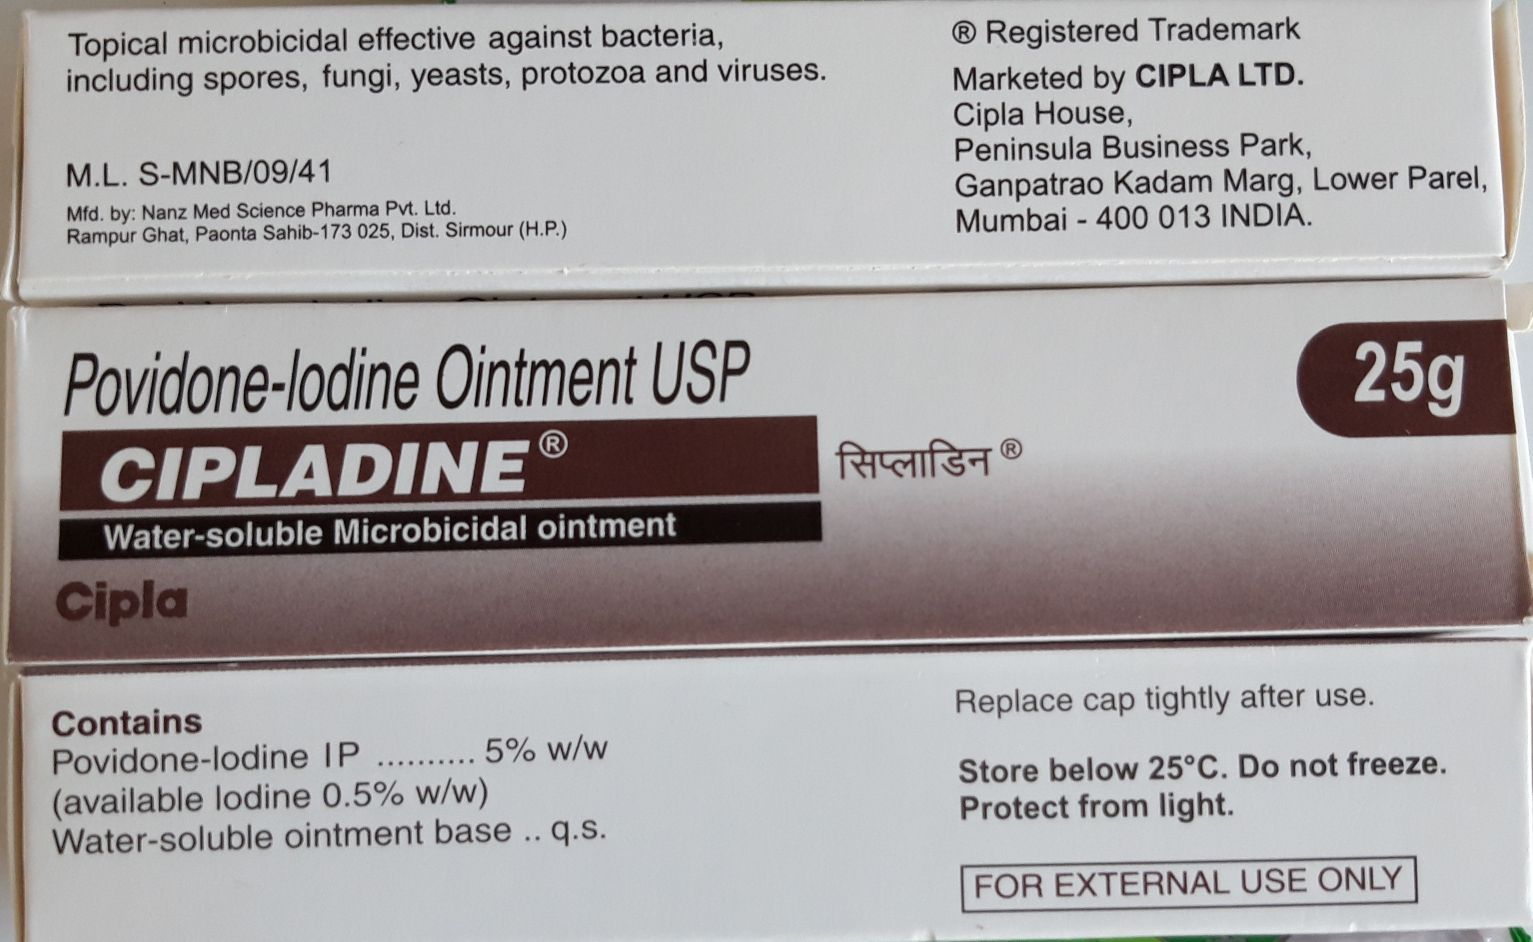 Topical microbicidal effective against bacteria,
including spores, fungi, yeasts, protozoa and viruses.
M.L. S-MNB/09/41
Mfd. by: Nanz Med Science Pharma Pvt. Ltd.
Rampur Ghat, Paonta Sahib-173 025, Dist. Sirmour (H.P.)
® Registered Trademark
Marketed by CIPLA LTD.
Cipla House,
Peninsula Business Park,
Ganpatrao Kadam Marg, Lower Parel,
Mumbai - 400 013 INDIA.
Povidone-Iodine Ointment USP
25g
CIPLADINE®
सिप्लाडिन ®
Water-soluble Microbicidal ointment
Cipla
Contains
Povidone-Iodine IP .......... 5% w/w
(available Iodine 0.5% w/w)
Water-soluble ointment base .. q.s.
Replace cap tightly after use.
Store below 25°C. Do not freeze.
Protect from light.
FOR EXTERNAL USE ONLY